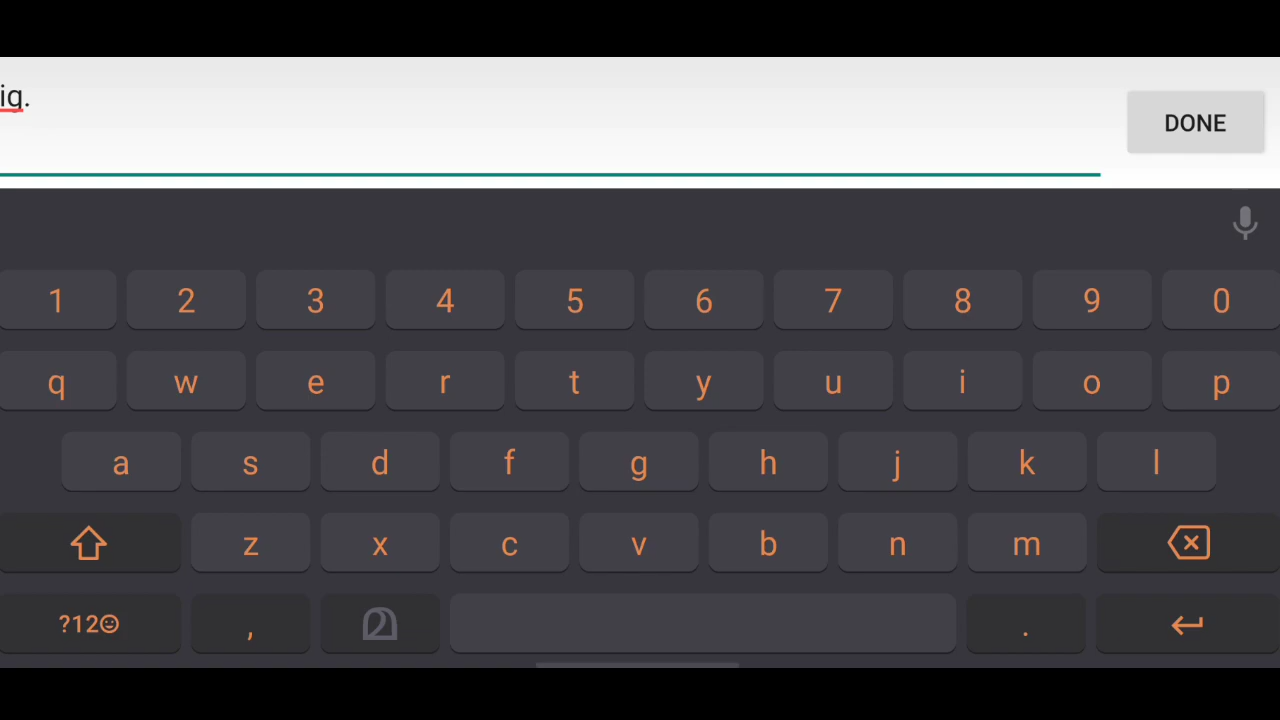 iq.
DONE
1 2 3 4 5 6 7 8 9 0
q w e r t y u i o p
a s d f g h j k l
z x c v b n m
?12☺ , മ .